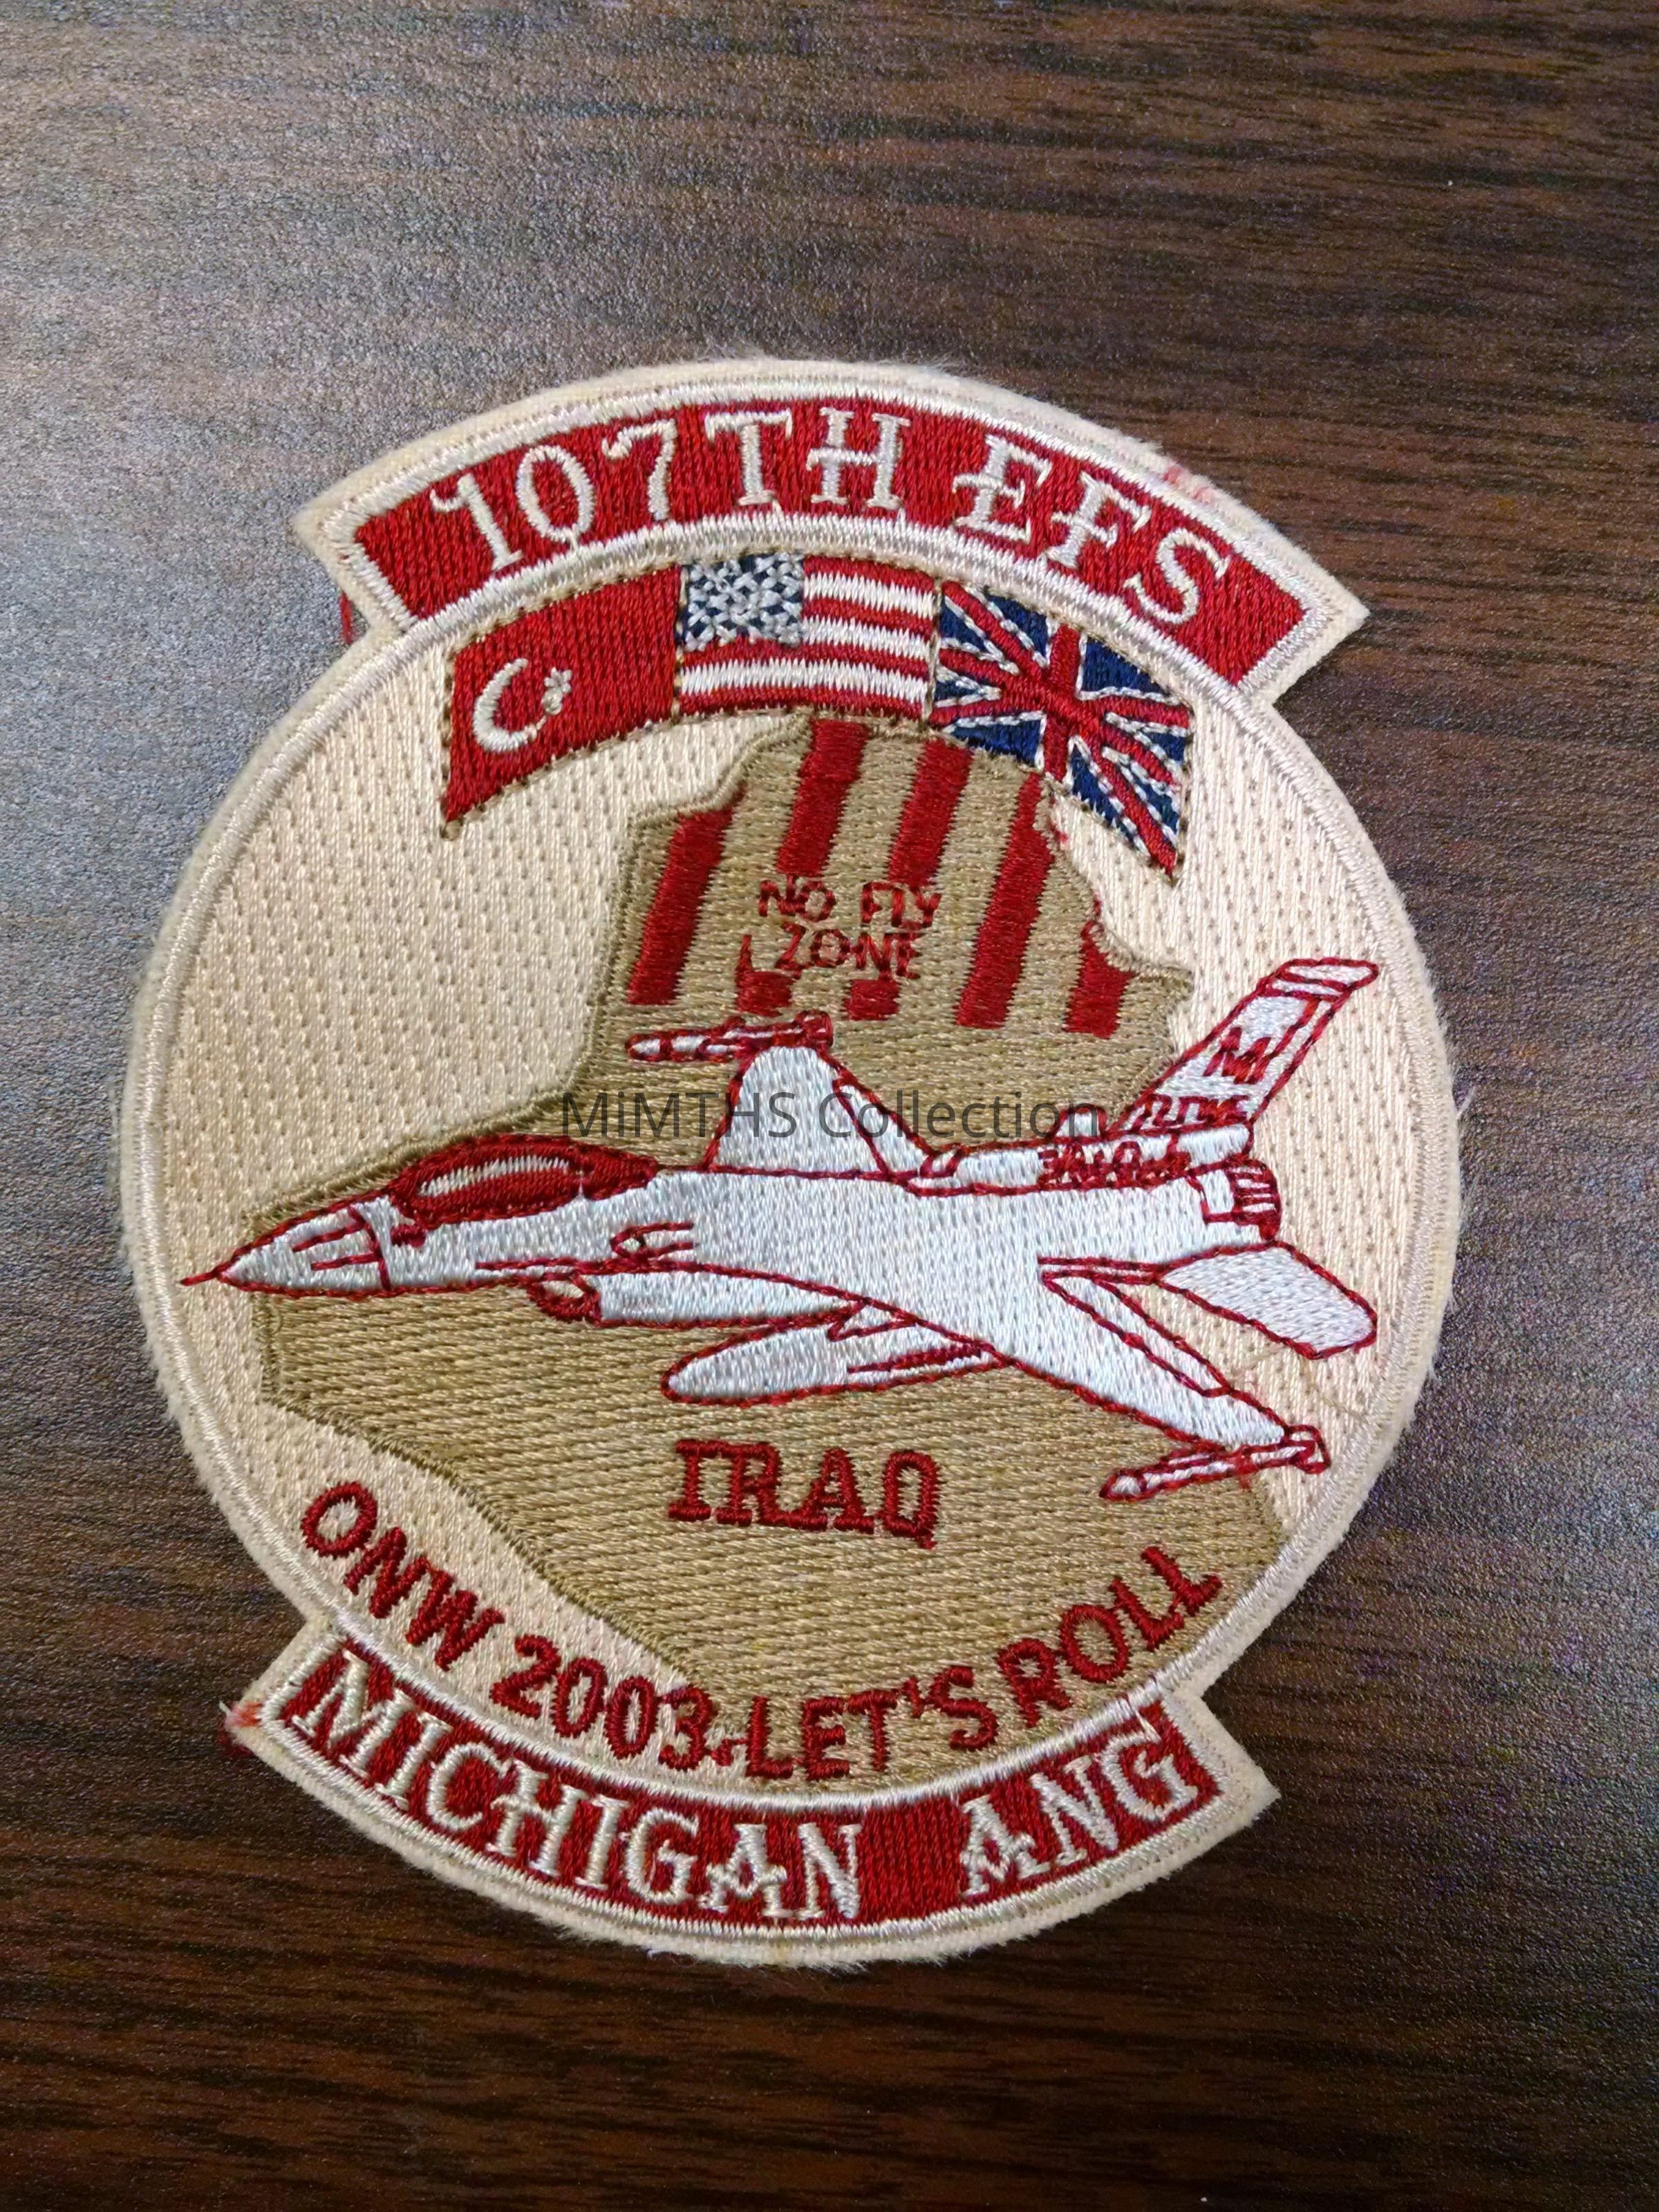 107TH EFS
NO FLY
ZONE
M
MiMTHS Collection
IRAQ
ONW 2003-LET'S ROLL
MICHIGAN ANG